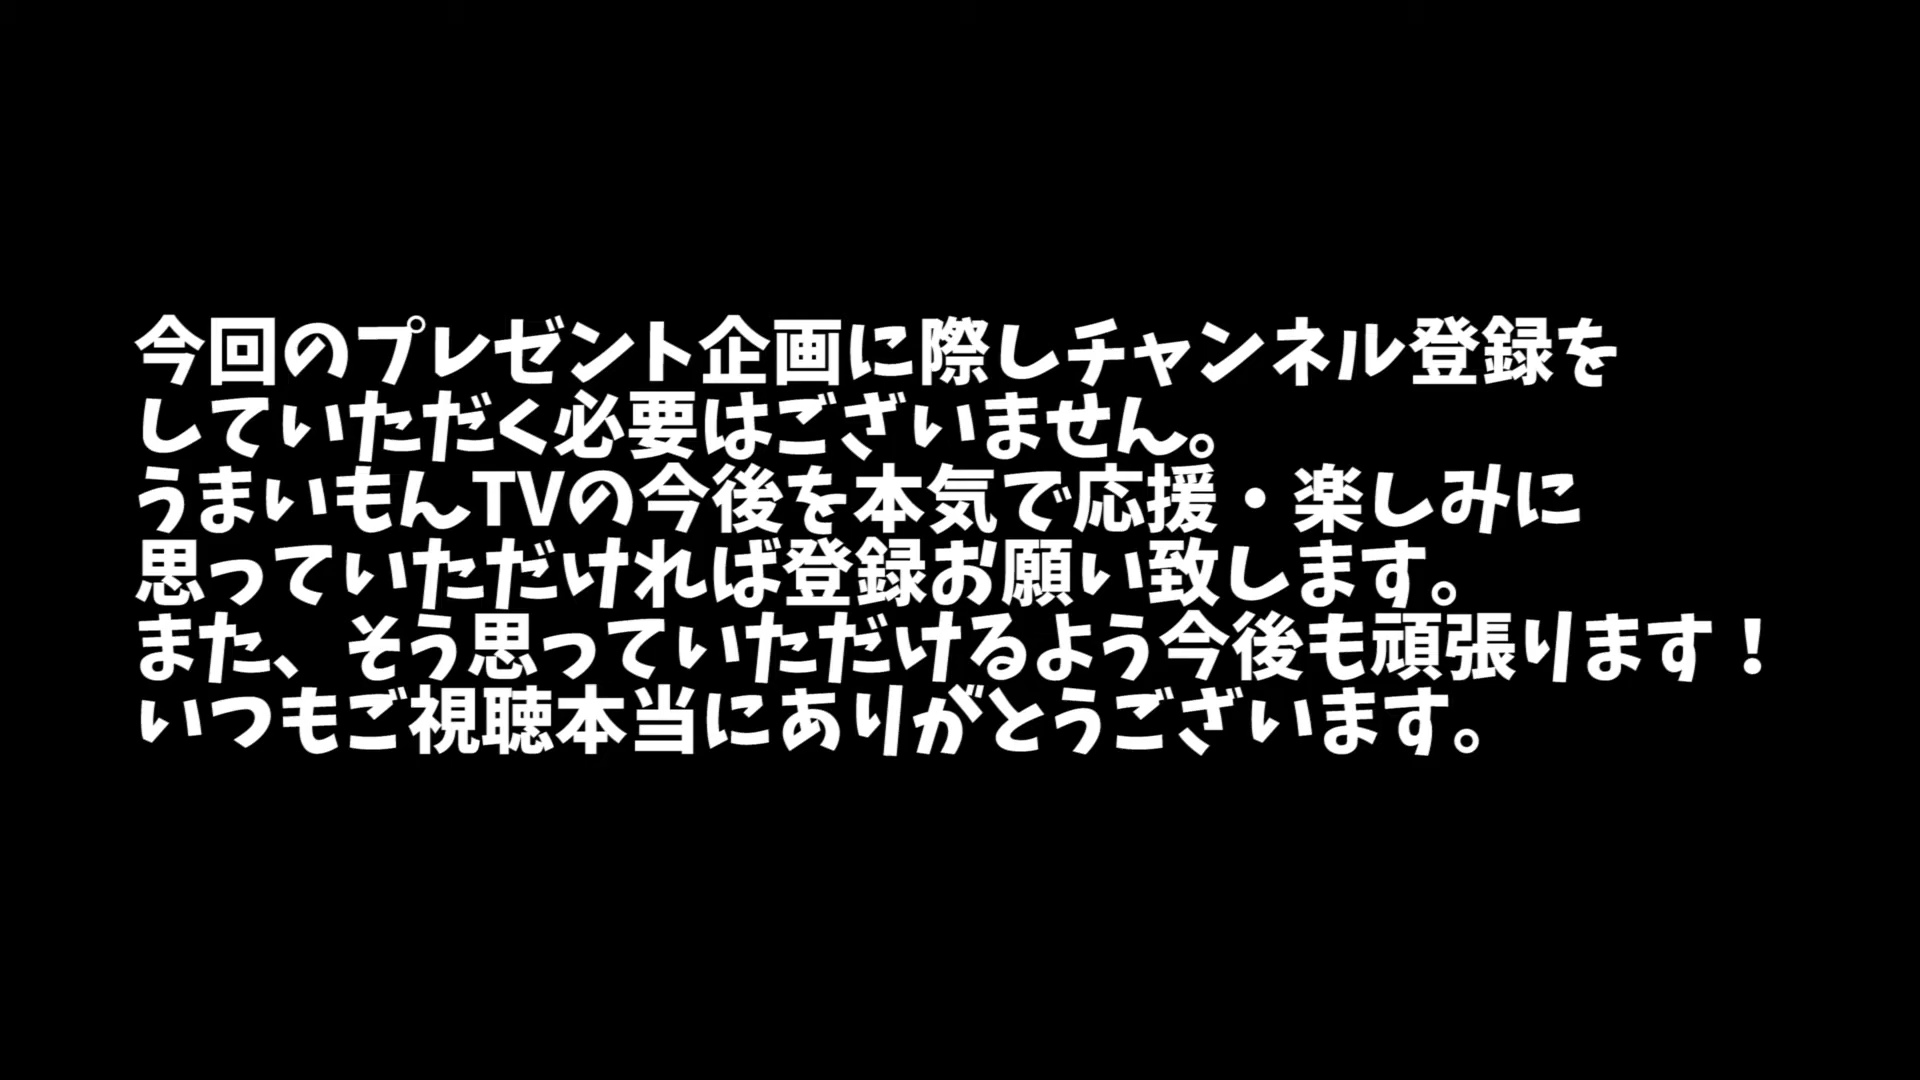 今回のプレゼント企画に際しチャンネル登録を
していただく必要はございません。
うまいもんTVの今後を本気で応援・楽しみに
思っていただければ登録お願い致します。
また、そう思っていただけるよう今後も頑張ります！
いつもご視聴本当にありがとうございます。